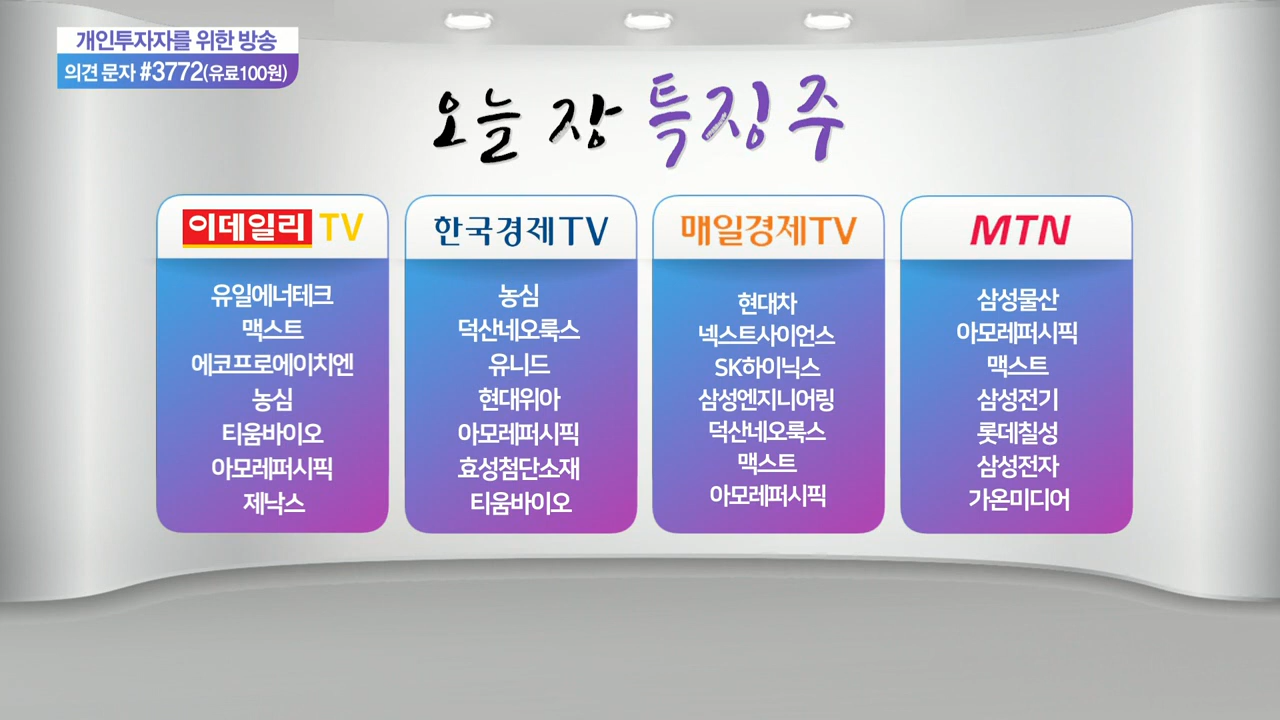 개인투자자를 위한 방송
의견 문자 #3772(유료100원)
오늘 장 특징주
이데일리 TV
유일에너테크
맥스트
에코프로에이치엔
농심
티움바이오
아모레퍼시픽
제낙스
한국경제TV
농심
덕산네오룩스
유니드
현대위아
아모레퍼시픽
효성첨단소재
티움바이오
매일경제TV
현대차
넥스트사이언스
SK하이닉스
삼성엔지니어링
덕산네오룩스
맥스트
아모레퍼시픽
MTN
삼성물산
아모레퍼시픽
맥스트
삼성전기
롯데칠성
삼성전자
가온미디어